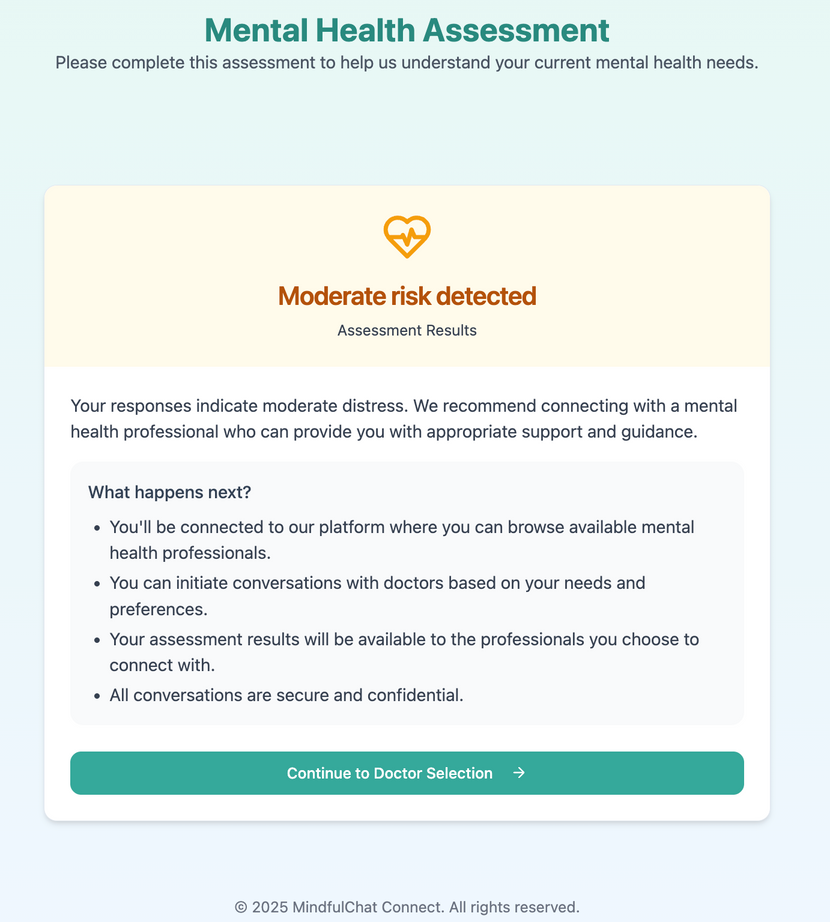 Mental Health Assessment
Please complete this assessment to help us understand your current mental health needs.
Moderate risk detected
Assessment Results
Your responses indicate moderate distress. We recommend connecting with a mental
health professional who can provide you with appropriate support and guidance.
What happens next?
• You'll be connected to our platform where you can browse available mental
health professionals.
• You can initiate conversations with doctors based on your needs and
preferences.
• Your assessment results will be available to the professionals you choose to
connect with.
• All conversations are secure and confidential.
Continue to Doctor Selection →
© 2025 MindfulChat Connect. All rights reserved.